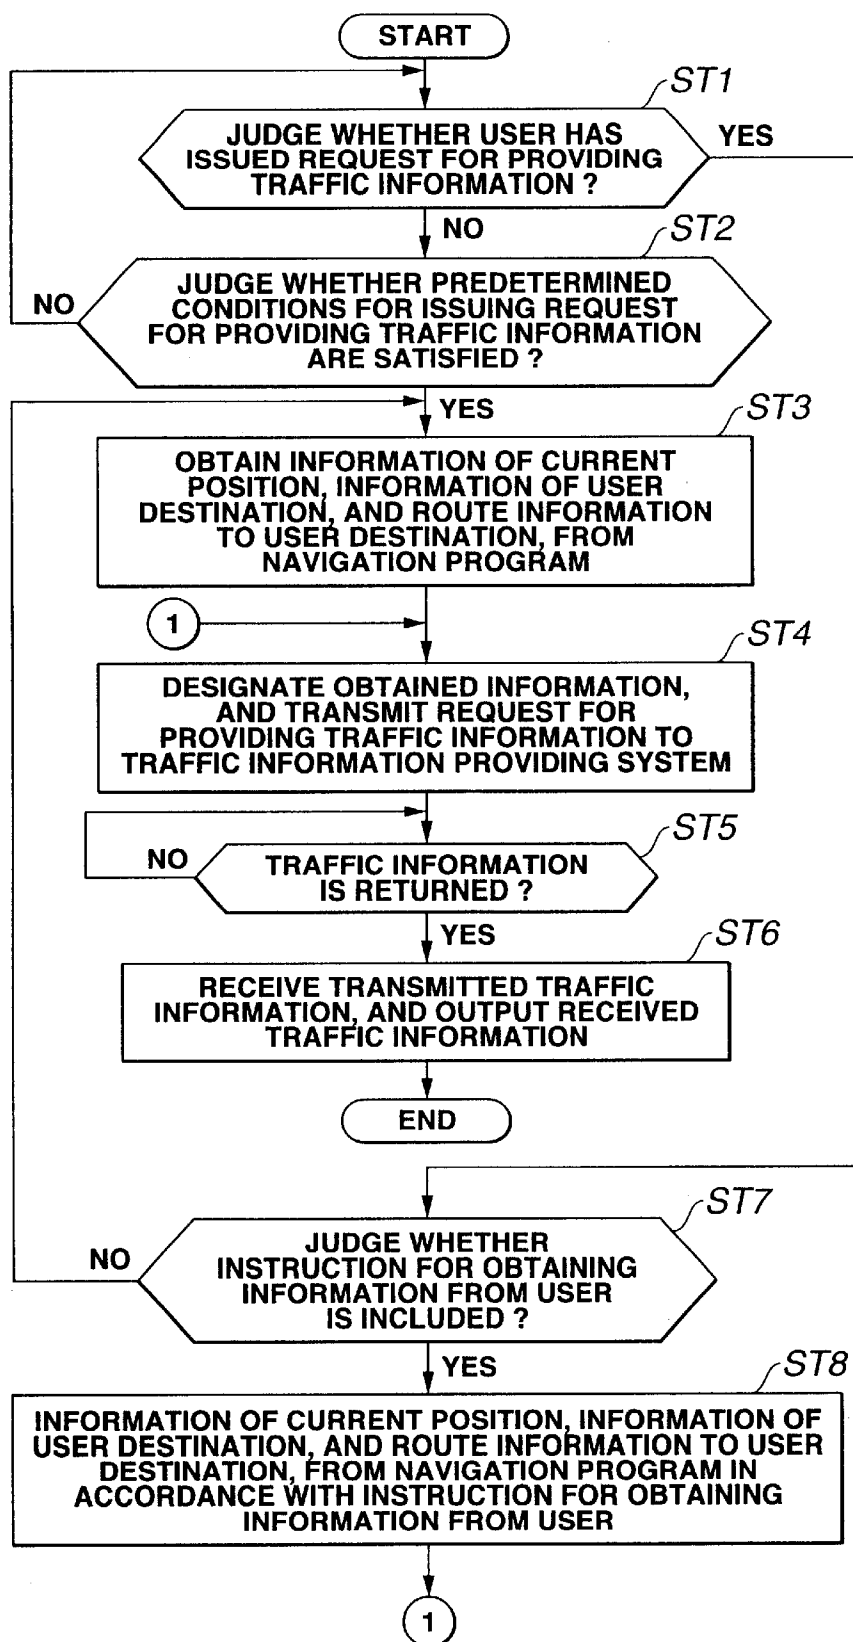 START
ST1
JUDGE WHETHER USER HAS
ISSUED REQUEST FOR PROVIDING
TRAFFIC INFORMATION ?
YES
NO
ST2
JUDGE WHETHER PREDETERMINED
CONDITIONS FOR ISSUING REQUEST
FOR PROVIDING TRAFFIC INFORMATION
ARE SATISFIED ?
NO
YES
ST3
OBTAIN INFORMATION OF CURRENT
POSITION, INFORMATION OF USER
DESTINATION, AND ROUTE INFORMATION
TO USER DESTINATION, FROM
NAVIGATION PROGRAM
1
ST4
DESIGNATE OBTAINED INFORMATION,
AND TRANSMIT REQUEST FOR
PROVIDING TRAFFIC INFORMATION TO
TRAFFIC INFORMATION PROVIDING SYSTEM
ST5
NO
TRAFFIC INFORMATION
IS RETURNED ?
YES
ST6
RECEIVE TRANSMITTED TRAFFIC
INFORMATION, AND OUTPUT RECEIVED
TRAFFIC INFORMATION
END
ST7
NO
JUDGE WHETHER
INSTRUCTION FOR OBTAINING
INFORMATION FROM USER
IS INCLUDED ?
YES
ST8
INFORMATION OF CURRENT POSITION, INFORMATION OF
USER DESTINATION, AND ROUTE INFORMATION TO USER
DESTINATION, FROM NAVIGATION PROGRAM IN
ACCORDANCE WITH INSTRUCTION FOR OBTAINING
INFORMATION FROM USER
1